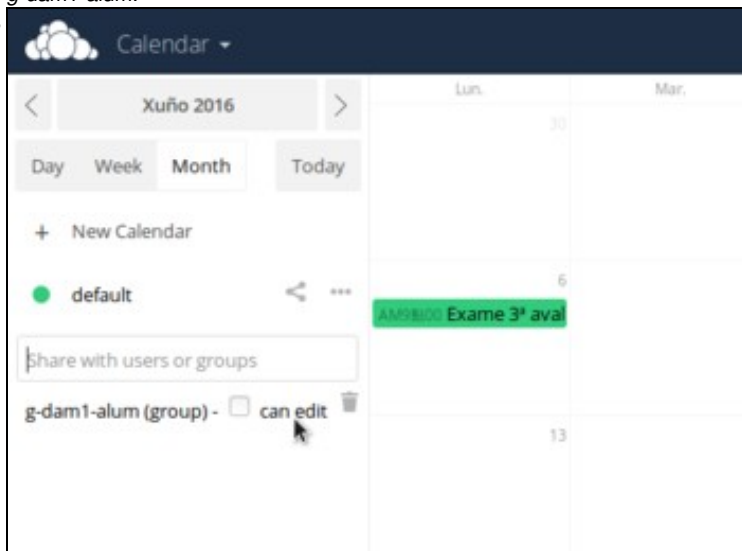 g-dam1-alum.
Calendar
Xuño 2016
Day Week Month Today
+ New Calendar
default
Share with users or groups
g-dam1-alum (group) - can edit
Lun. Mar.
30
6
Exame 3ª aval
13